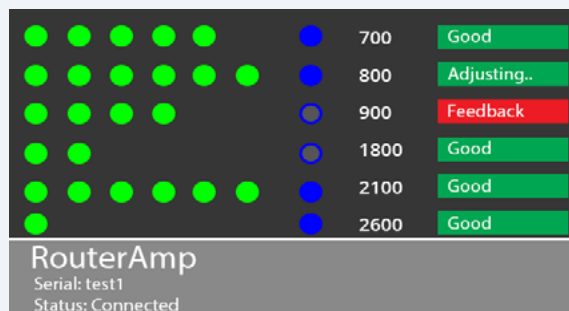 700 Good
800 Adjusting..
900 Feedback
1800 Good
2100 Good
2600 Good
RouterAmp
Serial: test1
Status: Connected